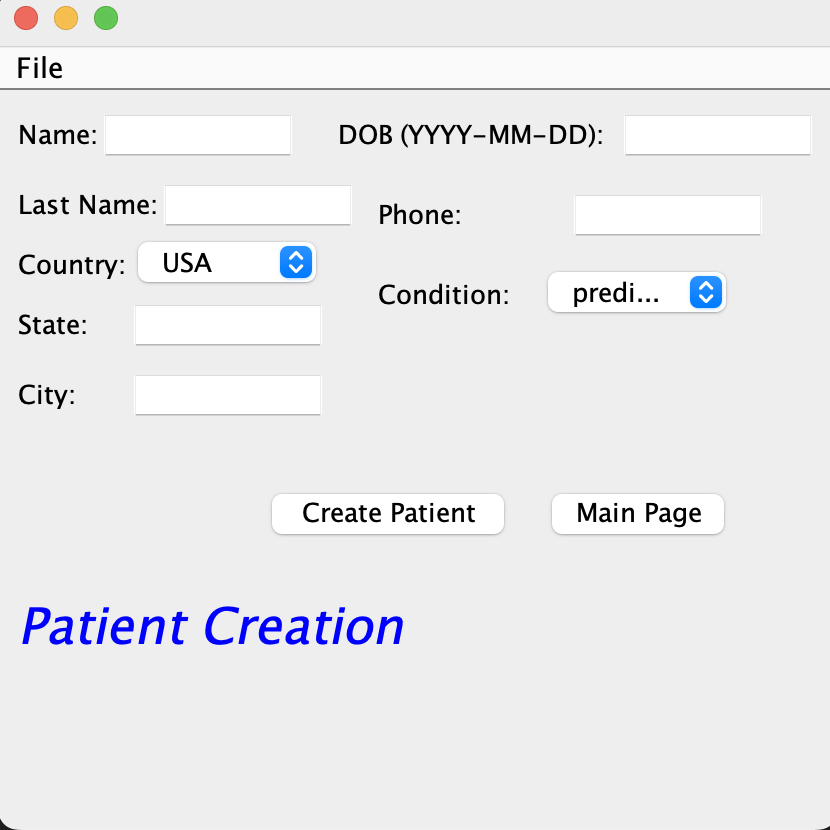 File
Name: DOB (YYYY-MM-DD):
Last Name: Phone:
Country: USA
Condition: predi...
State:
City:
Create Patient Main Page
Patient Creation